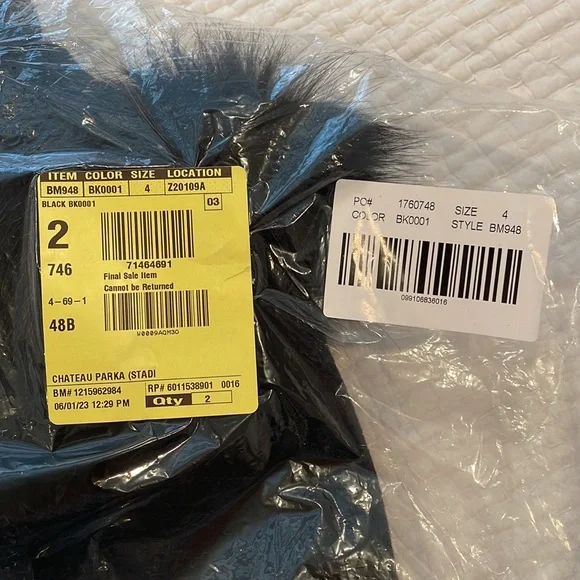 ITEM COLOR SIZE LOCATION
BM948 BK0001 4 Z20109A
BLACK BK0001 03
2
71464691
746
Final Sale Item
Cannot be Returned
4-69-1
48B
W0009AQM30
CHATEAU PARKA (STADI
BM# 1215962984 RP# 6011538901 0016
06/01/23 12:29 PM Qty 2
PO# 1760748 SIZE 4
COLOR BK0001 STYLE BM948
099106836016